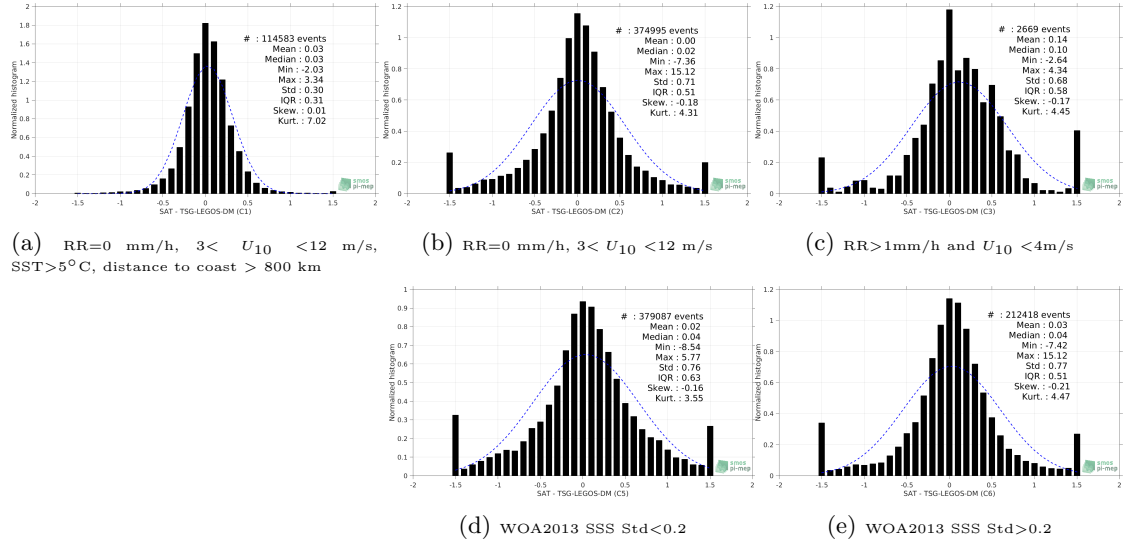 2
1.8
1.6
1.4
1.2
1
0.8
0.6
0.4
0.2
0
Normalized histogram
# : 114583 events
Mean : 0.03
Median : 0.03
Min : -2.03
Max : 3.34
Std : 0.30
IQR : 0.31
Skew. : 0.01
Kurt. : 7.02
smos
pi-mep
-2 -1.5 -1 -0.5 0 0.5 1 1.5 2
SAT - TSG-LEGOS-DM (C1)
(a) RR=0 mm/h, 3< U10 <12 m/s,
SST>5°C, distance to coast > 800 km
1.2
1
0.8
0.6
0.4
0.2
0
Normalized histogram
# : 374995 events
Mean : 0.00
Median : 0.02
Min : -7.36
Max : 15.12
Std : 0.71
IQR : 0.51
Skew. : -0.18
Kurt. : 4.31
smos
pi-mep
-2 -1.5 -1 -0.5 0 0.5 1 1.5 2
SAT - TSG-LEGOS-DM (C2)
(b) RR=0 mm/h, 3< U10 <12 m/s
1.2
1
0.8
0.6
0.4
0.2
0
Normalized histogram
# : 2669 events
Mean : 0.14
Median : 0.10
Min : -2.64
Max : 4.34
Std : 0.68
IQR : 0.58
Skew. : -0.17
Kurt. : 4.45
smos
pi-mep
-2 -1.5 -1 -0.5 0 0.5 1 1.5 2
SAT - TSG-LEGOS-DM (C3)
(c) RR>1mm/h and U10 <4m/s
1
0.9
0.8
0.7
0.6
0.5
0.4
0.3
0.2
0.1
0
Normalized histogram
# : 379087 events
Mean : 0.02
Median : 0.04
Min : -8.54
Max : 5.77
Std : 0.76
IQR : 0.63
Skew. : -0.16
Kurt. : 3.55
smos
pi-mep
-2 -1.5 -1 -0.5 0 0.5 1 1.5 2
SAT - TSG-LEGOS-DM (C5)
(d) WOA2013 SSS Std<0.2
1.2
1
0.8
0.6
0.4
0.2
0
Normalized histogram
# : 212418 events
Mean : 0.03
Median : 0.04
Min : -7.42
Max : 15.12
Std : 0.77
IQR : 0.51
Skew. : -0.21
Kurt. : 4.47
smos
pi-mep
-2 -1.5 -1 -0.5 0 0.5 1 1.5 2
SAT - TSG-LEGOS-DM (C6)
(e) WOA2013 SSS Std>0.2